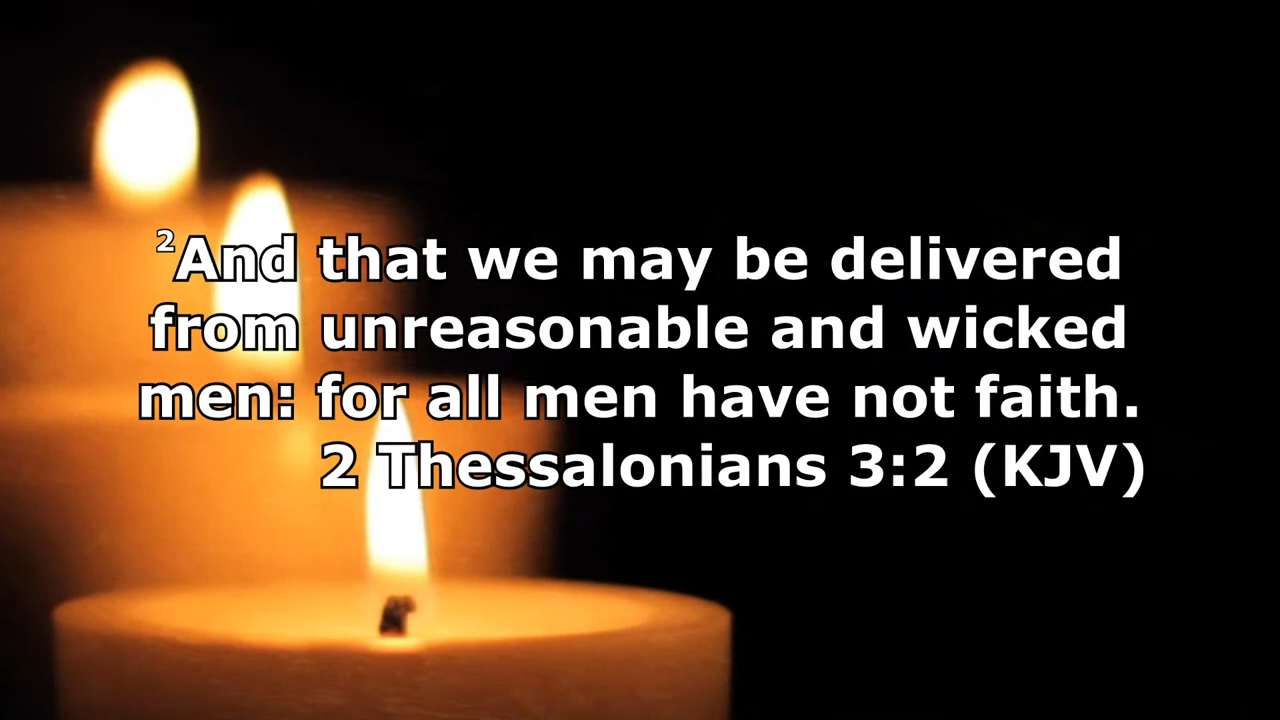 ²And that we may be delivered
from unreasonable and wicked
men: for all men have not faith.
2 Thessalonians 3:2 (KJV)